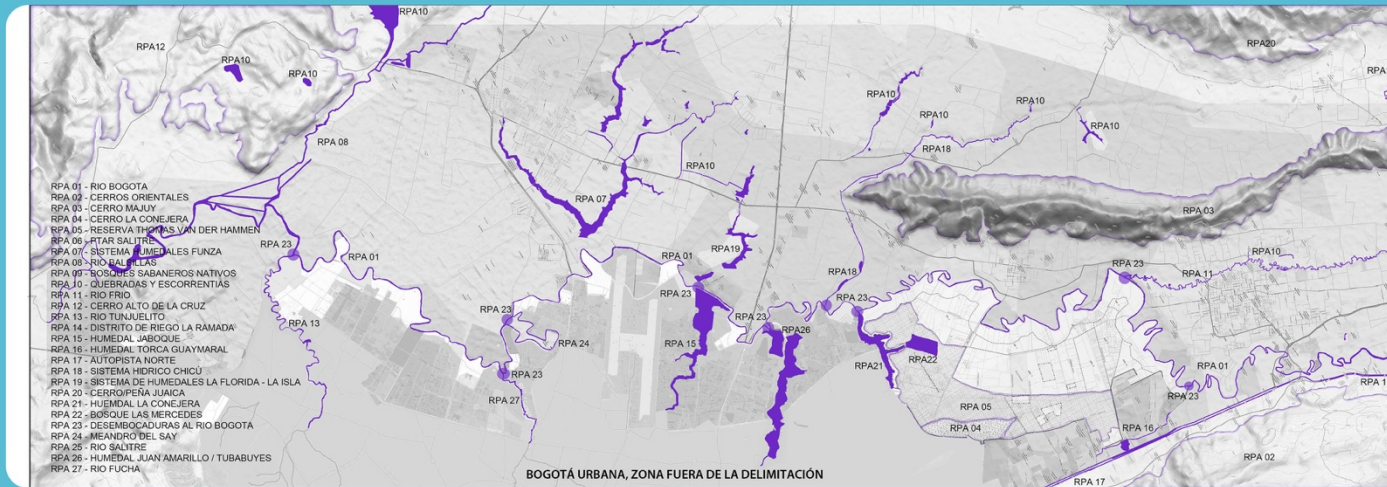 RPA10
RPA12
RPA20
RPA10
RPA10
RPA10
RPA10
RPA10
RPA10
RPA 08
RPA18
RPA10
RPA 01 - RIO BOGOTA
RPA 02 - CERROS ORIENTALES
RPA 03 - CERRO MAJUY
RPA 04 - CERRO LA CONEJERA
RPA 05 - RESERVA THOMAS VAN DER HAMMEN
RPA 06 - PTAR SALITRE
RPA 07 - SISTEMA HUMEDALES FUNZA
RPA 08 - RIO BALSILLAS
RPA 09 - BOSQUES SABANEROS NATIVOS
RPA 10 - QUEBRADAS Y ESCORRENTIAS
RPA 11 - RIO FRIO
RPA 12 - CERRO ALTO DE LA CRUZ
RPA 13 - RIO TUNJUELITO
RPA 14 - DISTRITO DE RIEGO LA RAMADA
RPA 15 - HUMEDAL JABOQUE
RPA 16 - HUMEDAL TORCA GUAYMARAL
RPA 17 - AUTOPISTA NORTE
RPA 18 - SISTEMA HIDRICO CHICÚ
RPA 19 - SISTEMA DE HUMEDALES LA FLORIDA - LA ISLA
RPA 20 - CERRO/PEÑA JUAICA
RPA 21 - HUEMDAL LA CONEJERA
RPA 22 - BOSQUE LAS MERCEDES
RPA 23 - DESEMBOCADURAS AL RIO BOGOTA
RPA 24 - MEANDRO DEL SAY
RPA 25 - RIO SALITRE
RPA 26 - HUMEDAL JUAN AMARILLO / TUBABUYES
RPA 27 - RIO FUCHA
RPA 07
RPA 03
RPA 23
RPA19
RPA10
RPA 01
RPA 01
RPA18
RPA 23
RPA 11
RPA 23
RPA 23
RPA 13
RPA 23
RPA 23
RPA26
RPA 24
RPA 15
RPA22
RPA21
RPA 01
RPA 23
RPA 23
RPA 27
RPA 05
RPA 04
RPA 16
RPA 02
RPA 17
BOGOTÁ URBANA, ZONA FUERA DE LA DELIMITACIÓN